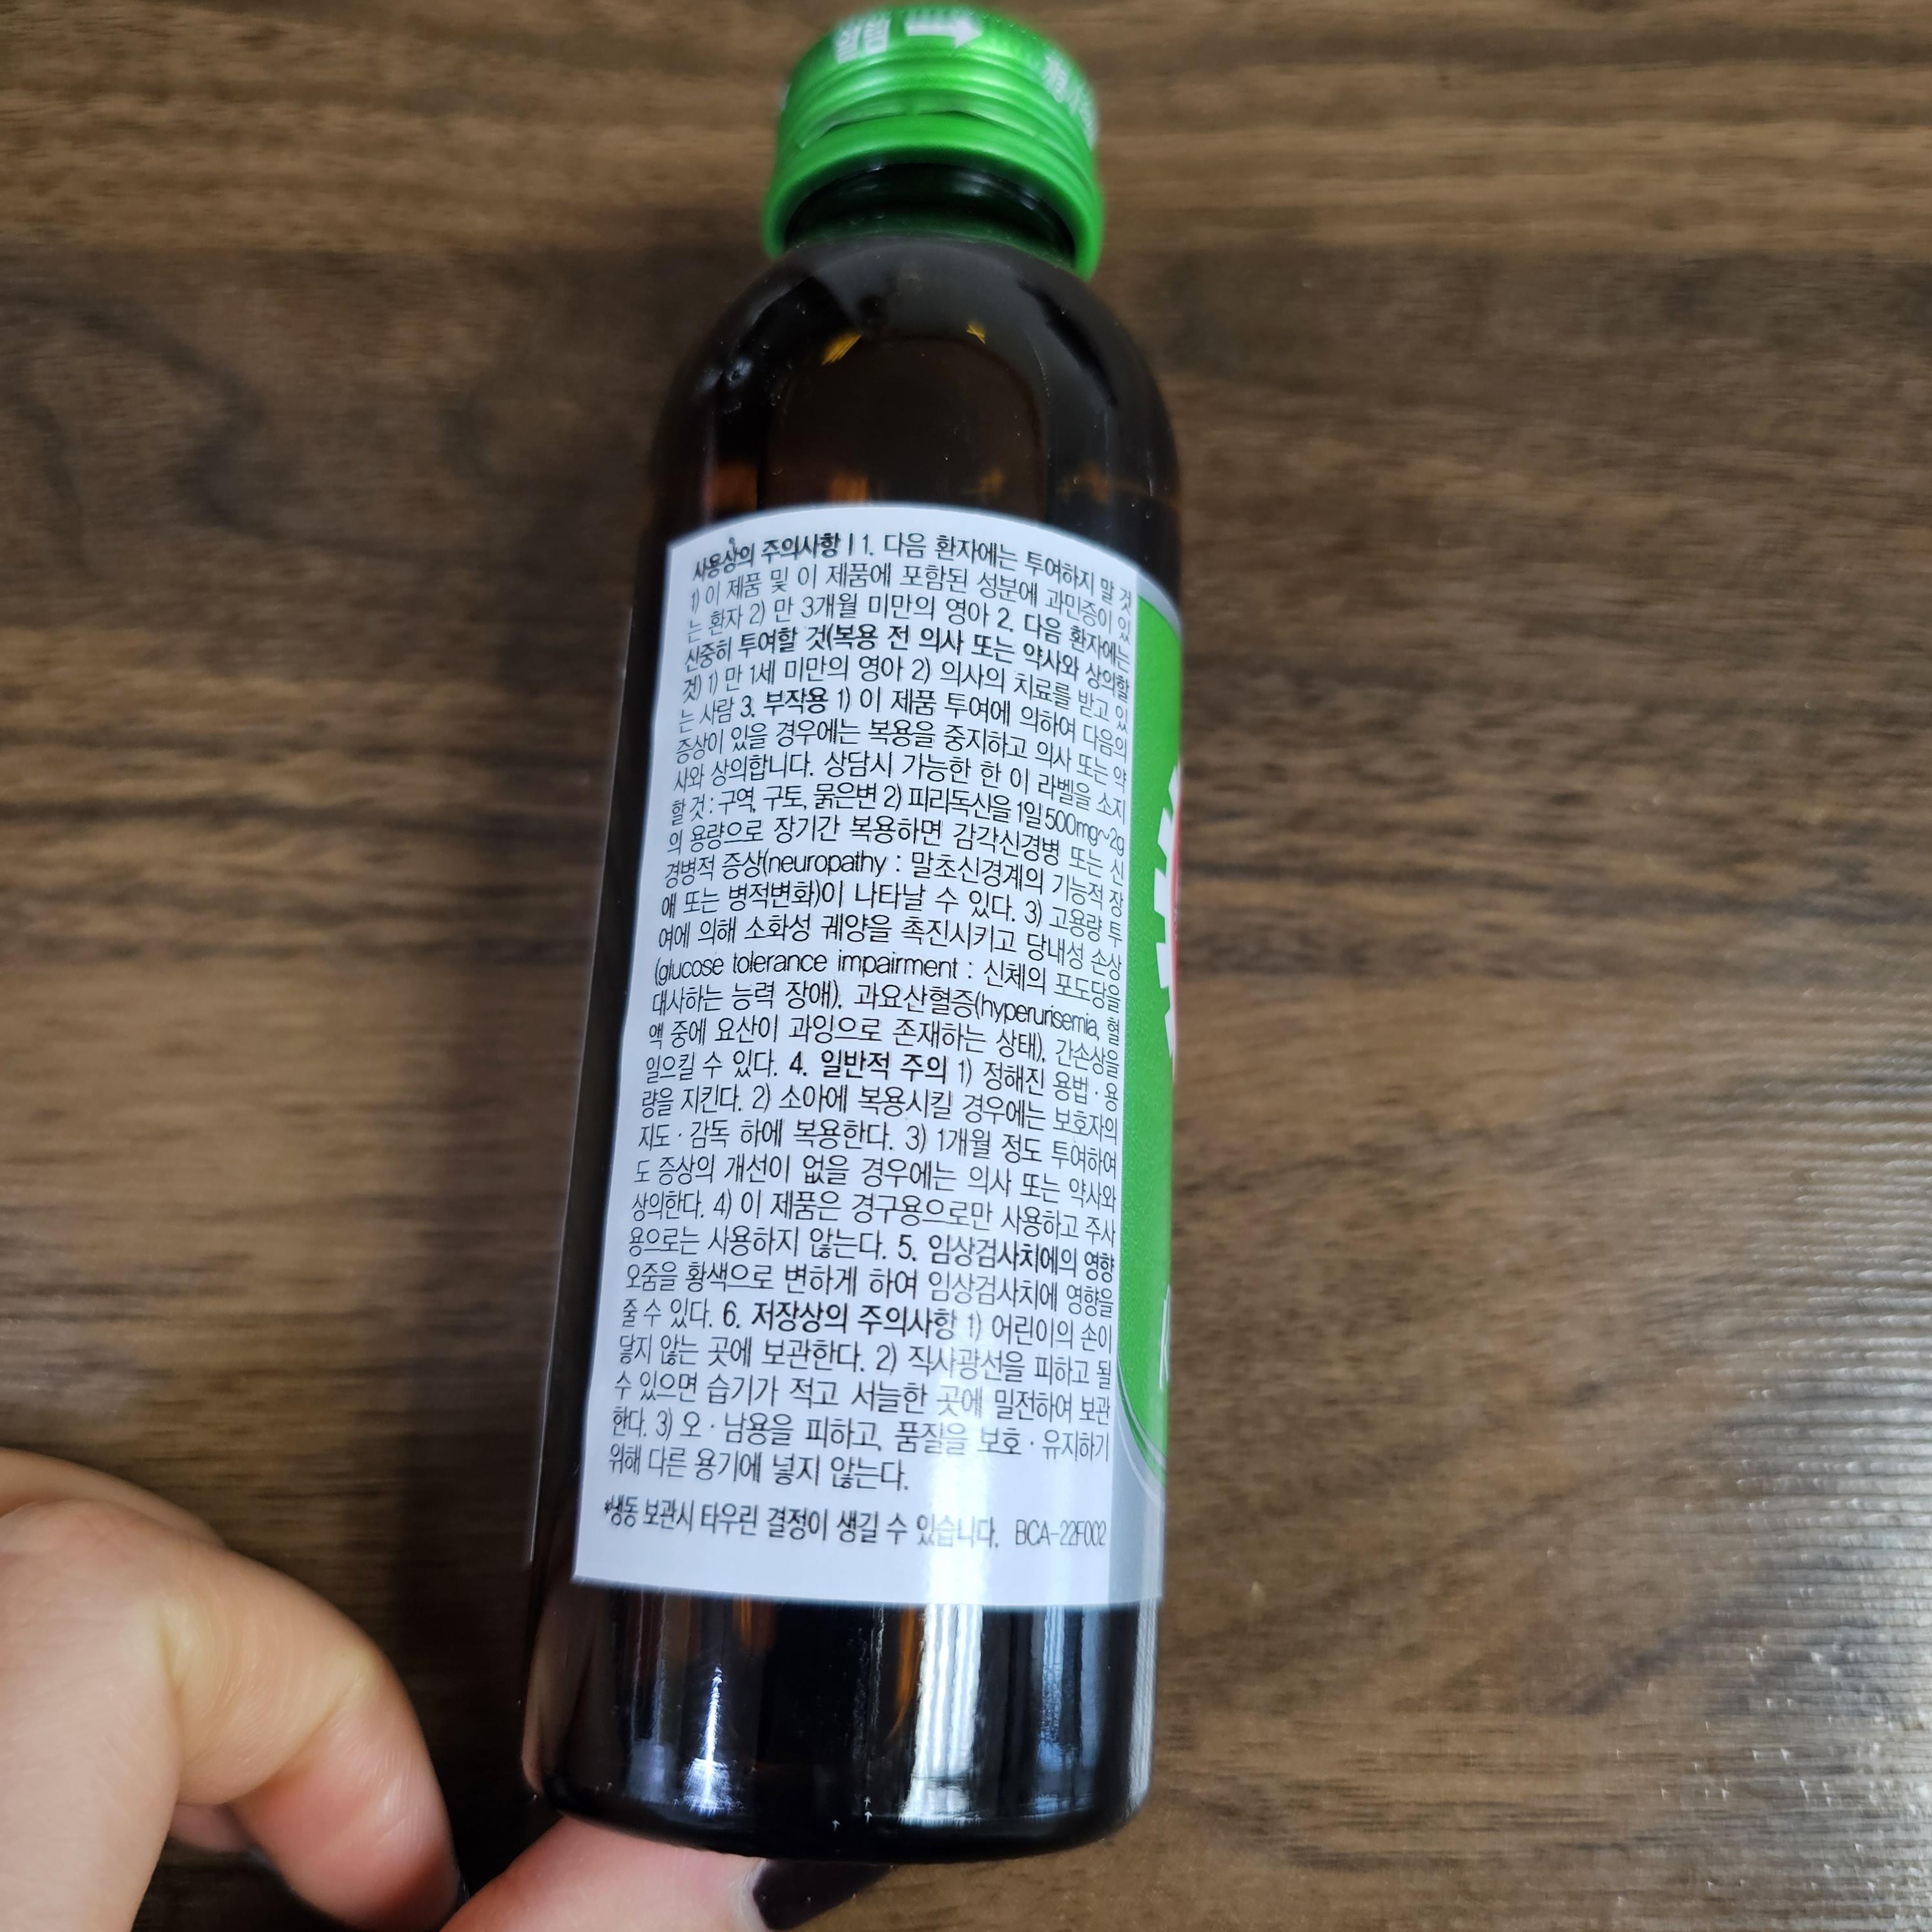 사용상의 주의사항 | 1. 다음 환자에는 투여하지 말 것
1) 이 제품 및 이 제품에 포함된 성분에 과민증이 있
는 환자 2) 만 3개월 미만의 영아 2. 다음 환자에는
신중히 투여할 것(복용 전 의사 또는 약사와 상의할
것) 1) 만 1세 미만의 영아 2) 의사의 치료를 받고 있
는 사람 3. 부작용 1) 이 제품 투여에 의하여 다음의
증상이 있을 경우에는 복용을 중지하고 의사 또는 약
사와 상의합니다. 상담시 가능한 한 이 라벨을 소지
할 것 : 구역, 구토, 묽은변 2) 피리독신을 1일 500mg~2g
의 용량으로 장기간 복용하면 감각신경병 또는 신
경병적 증상(neuropathy : 말초신경계의 기능적 장
애 또는 병적변화)이 나타날 수 있다. 3) 고용량 투
여에 의해 소화성 궤양을 촉진시키고 당내성 손상
(glucose tolerance impairment : 신체의 포도당을
대사하는 능력 장애), 과요산혈증(hyperurisemia, 혈
액 중에 요산이 과잉으로 존재하는 상태), 간손상을
일으킬 수 있다. 4. 일반적 주의 1) 정해진 용법·용
량을 지킨다. 2) 소아에 복용시킬 경우에는 보호자의
지도·감독 하에 복용한다. 3) 1개월 정도 투여하여
도 증상의 개선이 없을 경우에는 의사 또는 약사와
상의한다. 4) 이 제품은 경구용으로만 사용하고 주사
용으로는 사용하지 않는다. 5. 임상검사치에의 영향
오줌을 황색으로 변하게 하여 임상검사치에 영향을
줄 수 있다. 6. 저장상의 주의사항 1) 어린이의 손이
닿지 않는 곳에 보관한다. 2) 직사광선을 피하고 될
수 있으면 습기가 적고 서늘한 곳에 밀전하여 보관
한다. 3) 오·남용을 피하고, 품질을 보호·유지하기
위해 다른 용기에 넣지 않는다.
*냉동 보관시 타우린 결정이 생길 수 있습니다. BCA-22F002